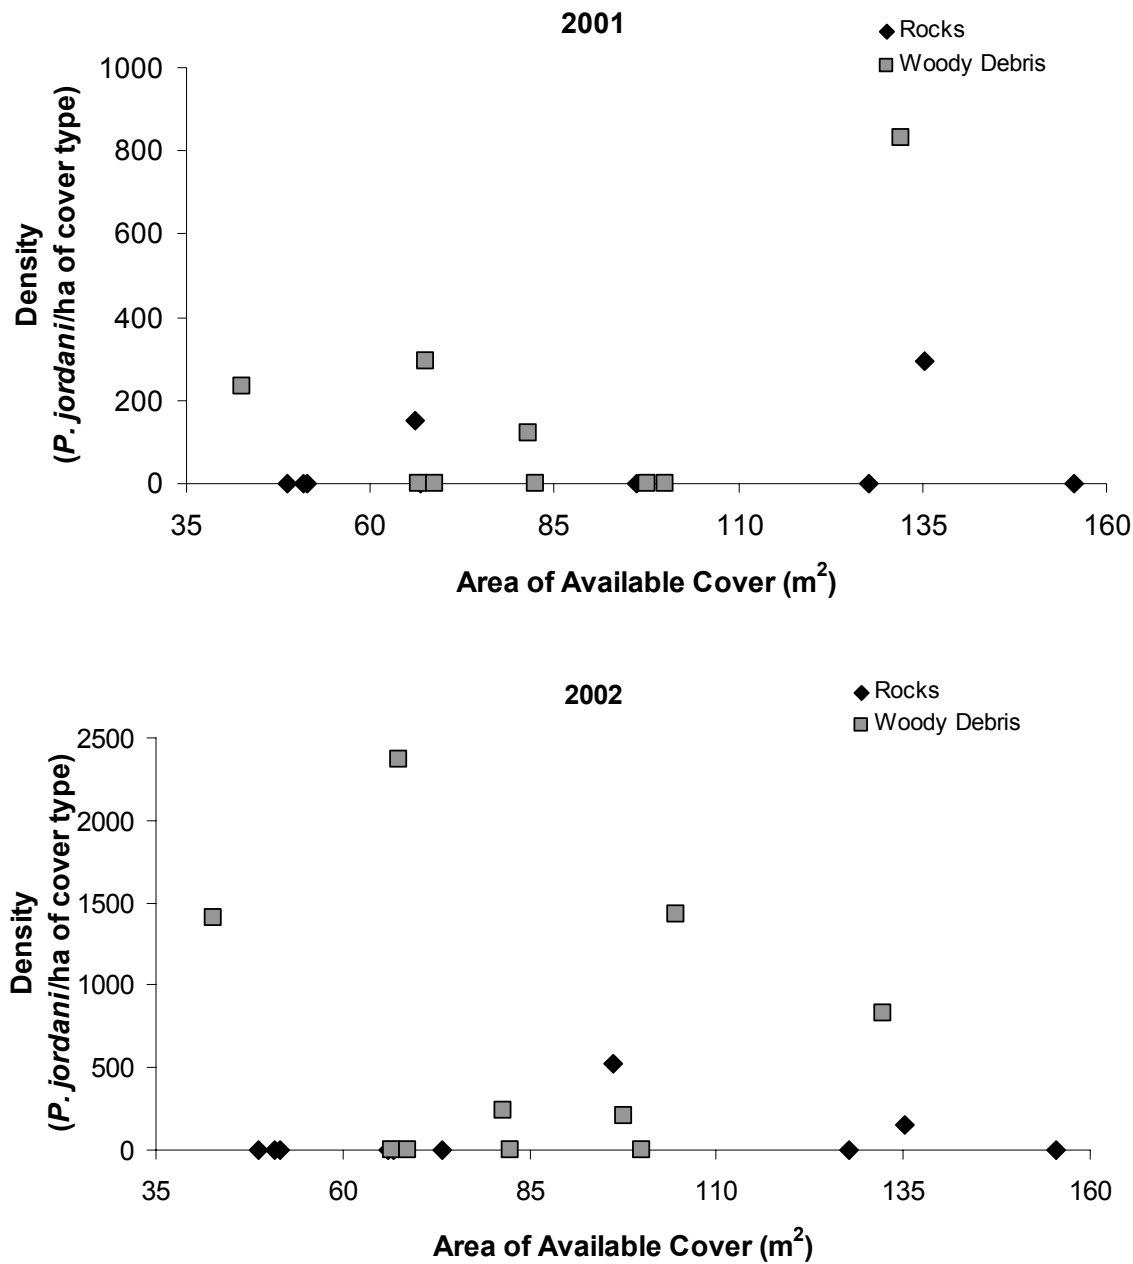 2001
Rocks
Woody Debris
Density
(P. jordani/ha of cover type)
1000
800
600
400
200
0
35 60 85 110 135 160
Area of Available Cover (m²)
2002
Rocks
Woody Debris
Density
(P. jordani/ha of cover type)
2500
2000
1500
1000
500
0
35 60 85 110 135 160
Area of Available Cover (m²)